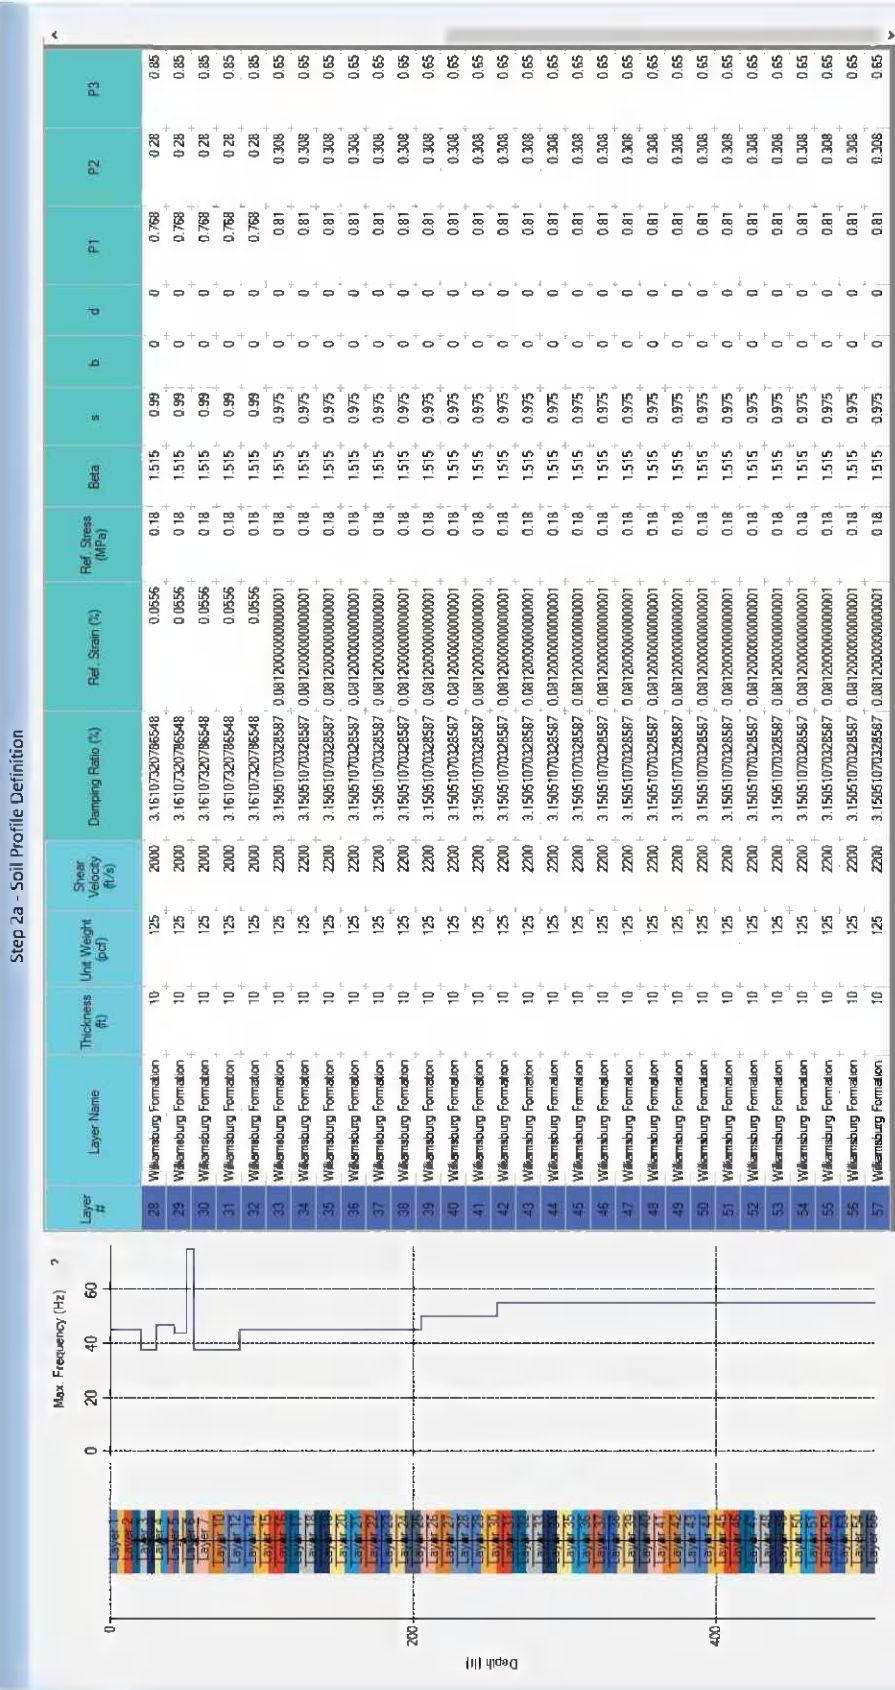 Step 2a - Soil Profile Definition
Layer # Layer Name Thickness (ft) Unit Weight (pcf) Shear Velocity (ft/s) Damping Ratio (%) Ref. Strain (%) Ref. Stress (MPa) Beta s b d P1 P2 P3
28 Williamsburg Formation 10 125 2000 3.16107320786548 0.0556 0.18 1.515 0.99 0 0 0.768 0.28 0.85
29 Williamsburg Formation 10 125 2000 3.16107320786548 0.0556 0.18 1.515 0.99 0 0 0.768 0.28 0.85
30 Williamsburg Formation 10 125 2000 3.16107320786548 0.0556 0.18 1.515 0.99 0 0 0.768 0.28 0.85
31 Williamsburg Formation 10 125 2000 3.16107320786548 0.0556 0.18 1.515 0.99 0 0 0.768 0.28 0.85
32 Williamsburg Formation 10 125 2000 3.16107320786548 0.0556 0.18 1.515 0.99 0 0 0.768 0.28 0.85
33 Williamsburg Formation 10 125 2200 3.15051070328587 0.0812000000000001 0.18 1.515 0.975 0 0 0.81 0.308 0.65
34 Williamsburg Formation 10 125 2200 3.15051070328587 0.0812000000000001 0.18 1.515 0.975 0 0 0.81 0.308 0.65
35 Williamsburg Formation 10 125 2200 3.15051070328587 0.0812000000000001 0.18 1.515 0.975 0 0 0.81 0.308 0.65
36 Williamsburg Formation 10 125 2200 3.15051070328587 0.0812000000000001 0.18 1.515 0.975 0 0 0.81 0.308 0.65
37 Williamsburg Formation 10 125 2200 3.15051070328587 0.0812000000000001 0.18 1.515 0.975 0 0 0.81 0.308 0.65
38 Williamsburg Formation 10 125 2200 3.15051070328587 0.0812000000000001 0.18 1.515 0.975 0 0 0.81 0.308 0.65
39 Williamsburg Formation 10 125 2200 3.15051070328587 0.0812000000000001 0.18 1.515 0.975 0 0 0.81 0.308 0.65
40 Williamsburg Formation 10 125 2200 3.15051070328587 0.0812000000000001 0.18 1.515 0.975 0 0 0.81 0.308 0.65
41 Williamsburg Formation 10 125 2200 3.15051070328587 0.0812000000000001 0.18 1.515 0.975 0 0 0.81 0.308 0.65
42 Williamsburg Formation 10 125 2200 3.15051070328587 0.0812000000000001 0.18 1.515 0.975 0 0 0.81 0.308 0.65
43 Williamsburg Formation 10 125 2200 3.15051070328587 0.0812000000000001 0.18 1.515 0.975 0 0 0.81 0.308 0.65
44 Williamsburg Formation 10 125 2200 3.15051070328587 0.0812000000000001 0.18 1.515 0.975 0 0 0.81 0.308 0.65
45 Williamsburg Formation 10 125 2200 3.15051070328587 0.0812000000000001 0.18 1.515 0.975 0 0 0.81 0.308 0.65
46 Williamsburg Formation 10 125 2200 3.15051070328587 0.0812000000000001 0.18 1.515 0.975 0 0 0.81 0.308 0.65
47 Williamsburg Formation 10 125 2200 3.15051070328587 0.0812000000000001 0.18 1.515 0.975 0 0 0.81 0.308 0.65
48 Williamsburg Formation 10 125 2200 3.15051070328587 0.0812000000000001 0.18 1.515 0.975 0 0 0.81 0.308 0.65
49 Williamsburg Formation 10 125 2200 3.15051070328587 0.0812000000000001 0.18 1.515 0.975 0 0 0.81 0.308 0.65
50 Williamsburg Formation 10 125 2200 3.15051070328587 0.0812000000000001 0.18 1.515 0.975 0 0 0.81 0.308 0.65
51 Williamsburg Formation 10 125 2200 3.15051070328587 0.0812000000000001 0.18 1.515 0.975 0 0 0.81 0.308 0.65
52 Williamsburg Formation 10 125 2200 3.15051070328587 0.0812000000000001 0.18 1.515 0.975 0 0 0.81 0.308 0.65
53 Williamsburg Formation 10 125 2200 3.15051070328587 0.0812000000000001 0.18 1.515 0.975 0 0 0.81 0.308 0.65
54 Williamsburg Formation 10 125 2200 3.15051070328587 0.0812000000000001 0.18 1.515 0.975 0 0 0.81 0.308 0.65
55 Williamsburg Formation 10 125 2200 3.15051070328587 0.0812000000000001 0.18 1.515 0.975 0 0 0.81 0.308 0.65
56 Williamsburg Formation 10 125 2200 3.15051070328587 0.0812000000000001 0.18 1.515 0.975 0 0 0.81 0.308 0.65
57 Williamsburg Formation 10 125 2200 3.15051070328587 0.0812000000000001 0.18 1.515 0.975 0 0 0.81 0.308 0.65
Max. Frequency (Hz) ?
0 20 40 60
Depth (ft)
0
200
400
Layer 1
Layer 2
Layer 3
Layer 4
Layer 5
Layer 6
Layer 7
Layer 10
Layer 12
Layer 14
Layer 15
Layer 16